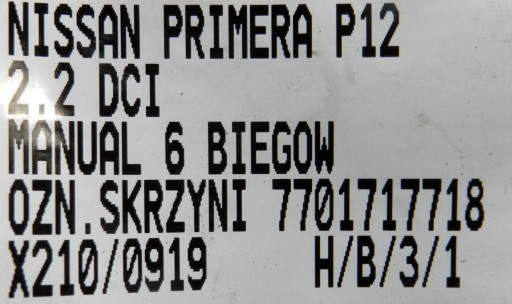 NISSAN PRIMERA P12
2.2 DCI
MANUAL 6 BIEGOW
OZN.SKRZYNI 7701717718
X210/0919 H/B/3/1